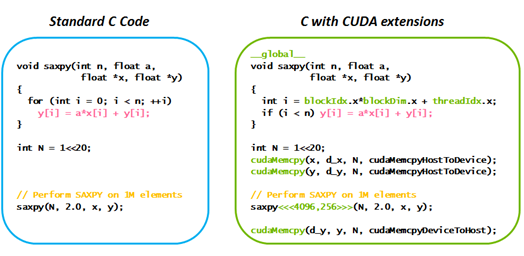 Standard C Code
void saxpy(int n, float a,
float *x, float *y)
{
for (int i = 0; i < n; ++i)
y[i] = a*x[i] + y[i];
}
int N = 1<<20;
// Perform SAXPY on 1M elements
saxpy(N, 2.0, x, y);
C with CUDA extensions
__global__
void saxpy(int n, float a,
float *x, float *y)
{
int i = blockIdx.x*blockDim.x + threadIdx.x;
if (i < n) y[i] = a*x[i] + y[i];
}
int N = 1<<20;
cudaMemcpy(x, d_x, N, cudaMemcpyHostToDevice);
cudaMemcpy(y, d_y, N, cudaMemcpyHostToDevice);
// Perform SAXPY on 1M elements
saxpy<<<4096,256>>>(N, 2.0, x, y);
cudaMemcpy(d_y, y, N, cudaMemcpyDeviceToHost);